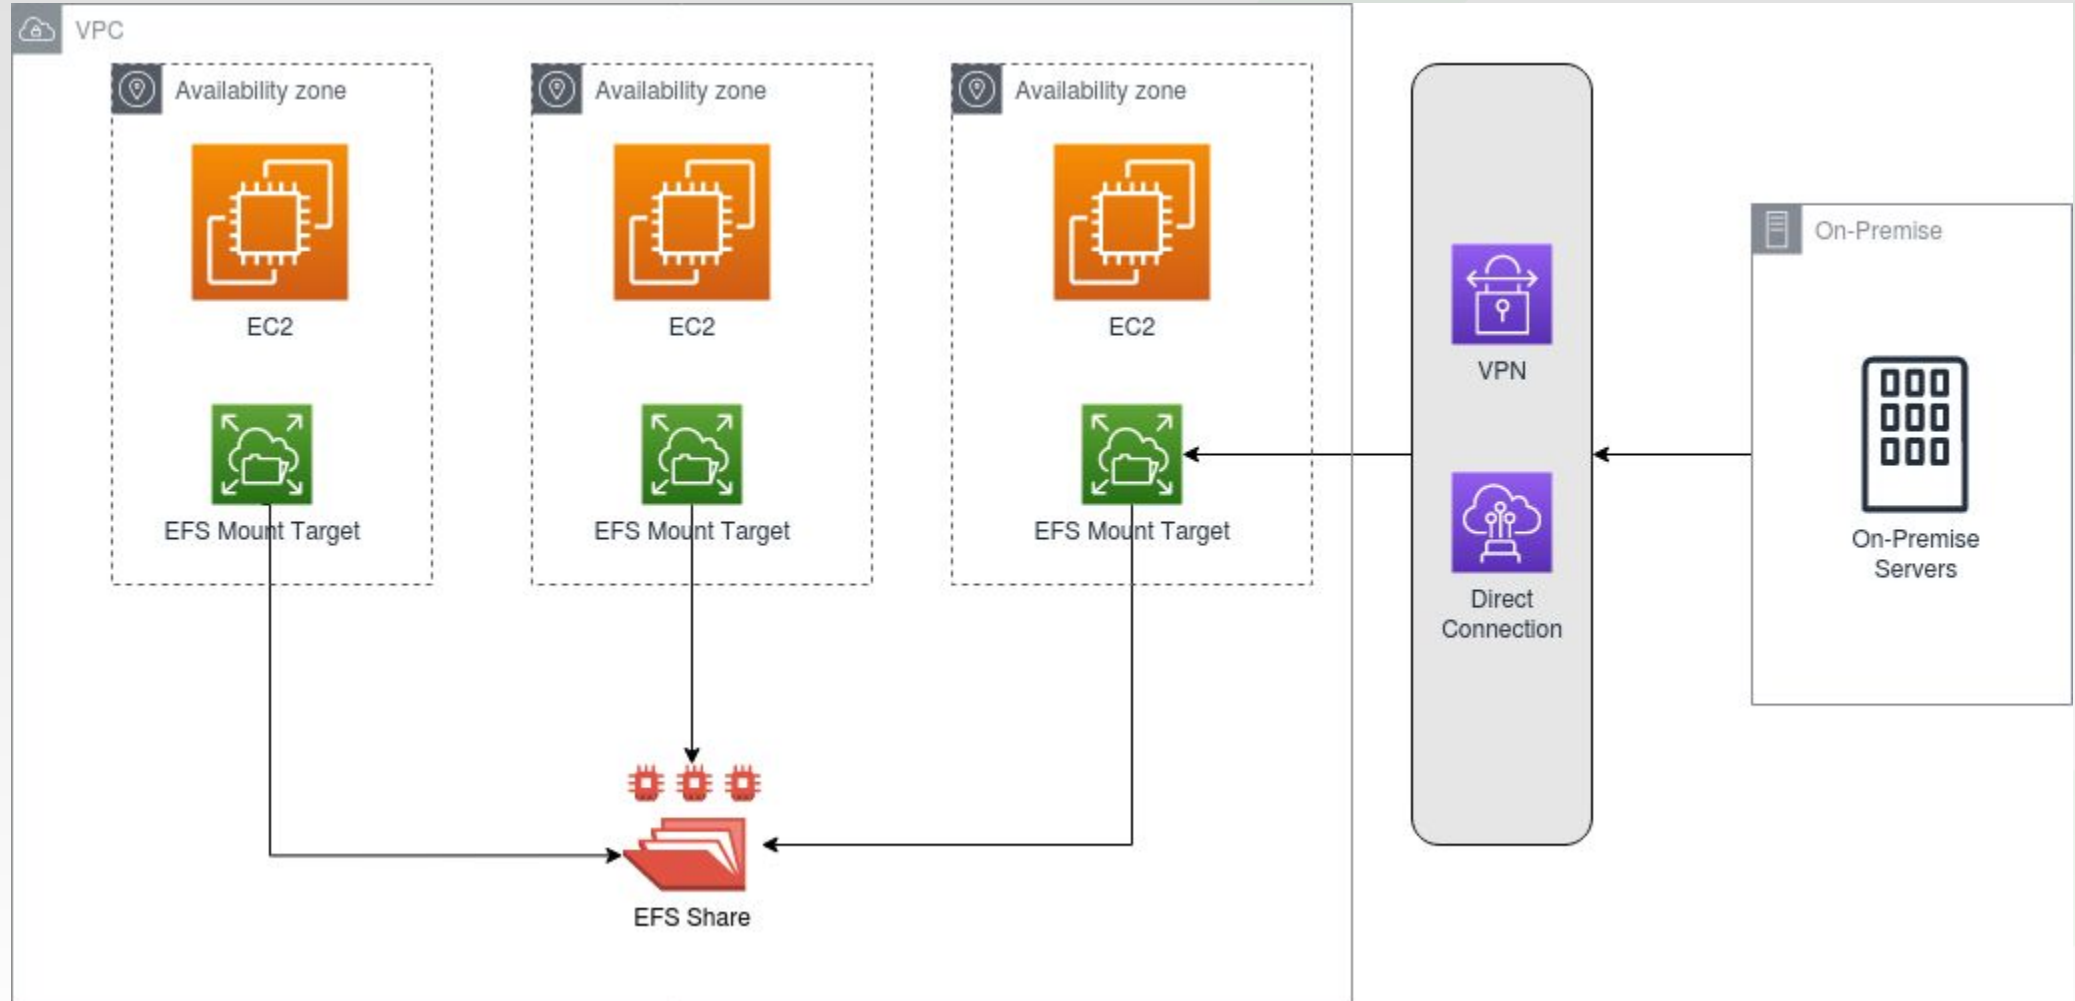 VPC
Availability zone
Availability zone
Availability zone
EC2
EC2
EC2
EFS Mount Target
EFS Mount Target
EFS Mount Target
EFS Share
VPN
Direct
Connection
On-Premise
On-Premise
Servers